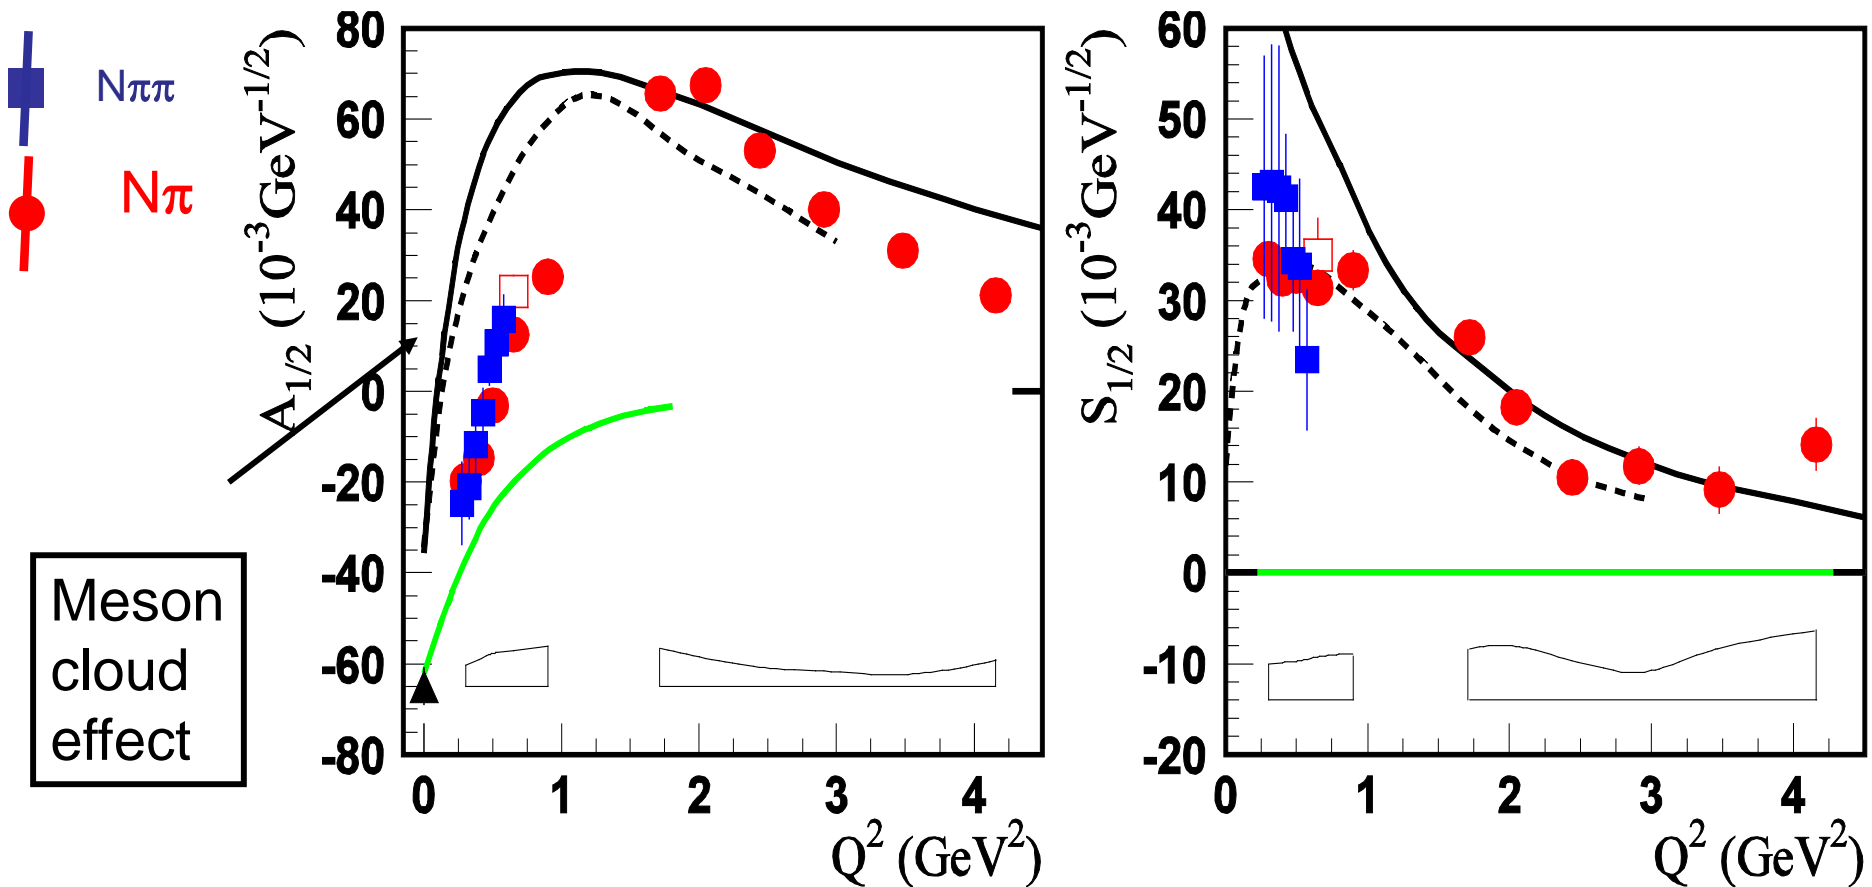 Nππ
Nπ
Meson
cloud
effect
A1/2 (10-3GeV-1/2)
80
60
40
20
0
-20
-40
-60
-80
0 1 2 3 4
Q2 (GeV2)
S1/2 (10-3GeV-1/2)
60
50
40
30
20
10
0
-10
-20
0 1 2 3 4
Q2 (GeV2)